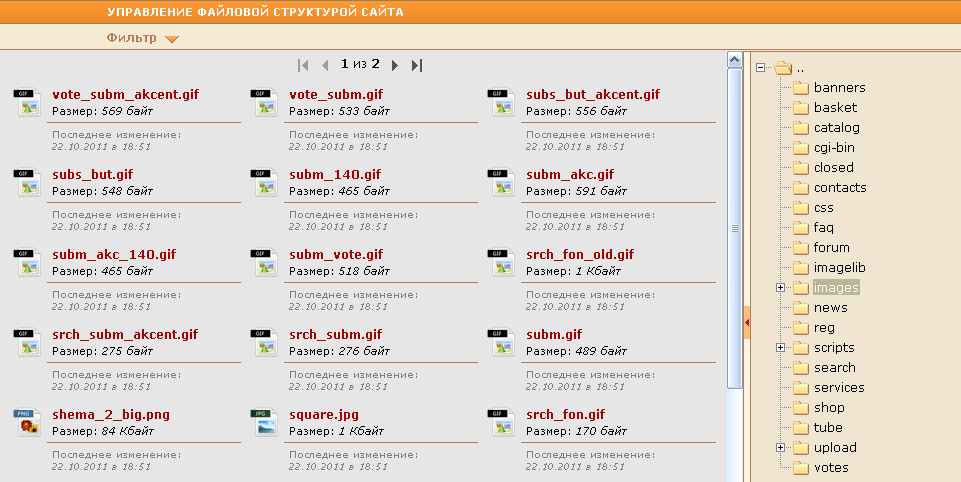 УПРАВЛЕНИЕ ФАЙЛОВОЙ СТРУКТУРОЙ САЙТА
Фильтр
1 из 2
GIF
vote_subm_akcent.gif
Размер: 569 байт
Последнее изменение:
22.10.2011 в 18:51
GIF
vote_subm.gif
Размер: 533 байт
Последнее изменение:
22.10.2011 в 18:51
GIF
subs_but_akcent.gif
Размер: 556 байт
Последнее изменение:
22.10.2011 в 18:51
GIF
subs_but.gif
Размер: 548 байт
Последнее изменение:
22.10.2011 в 18:51
GIF
subm_140.gif
Размер: 465 байт
Последнее изменение:
22.10.2011 в 18:51
GIF
subm_akc.gif
Размер: 591 байт
Последнее изменение:
22.10.2011 в 18:51
GIF
subm_akc_140.gif
Размер: 465 байт
Последнее изменение:
22.10.2011 в 18:51
GIF
subm_vote.gif
Размер: 518 байт
Последнее изменение:
22.10.2011 в 18:51
GIF
srch_fon_old.gif
Размер: 1 Кбайт
Последнее изменение:
22.10.2011 в 18:51
GIF
srch_subm_akcent.gif
Размер: 275 байт
Последнее изменение:
22.10.2011 в 18:51
GIF
srch_subm.gif
Размер: 276 байт
Последнее изменение:
22.10.2011 в 18:51
GIF
subm.gif
Размер: 489 байт
Последнее изменение:
22.10.2011 в 18:51
PNG
shema_2_big.png
Размер: 84 Кбайт
Последнее изменение:
22.10.2011 в 18:51
JPG
square.jpg
Размер: 1 Кбайт
Последнее изменение:
22.10.2011 в 18:51
GIF
srch_fon.gif
Размер: 170 байт
Последнее изменение:
22.10.2011 в 18:51
..
banners
basket
catalog
cgi-bin
closed
contacts
css
faq
forum
imagelib
images
news
reg
scripts
search
services
shop
tube
upload
votes